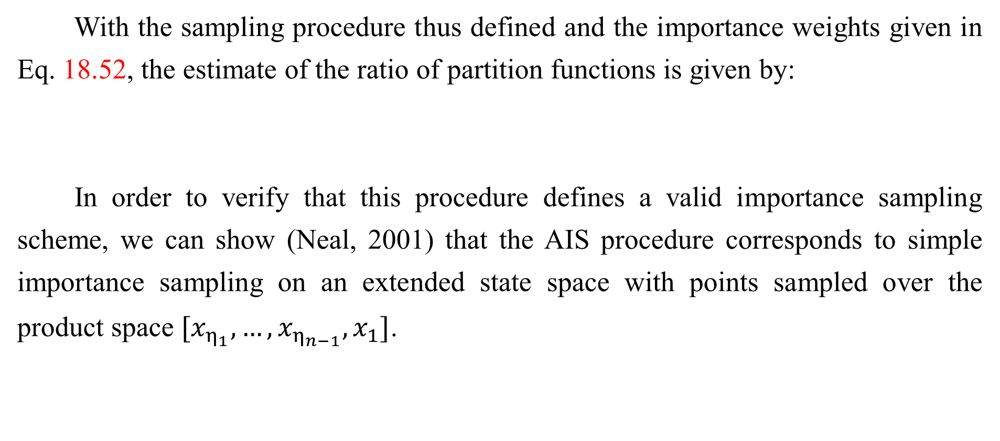 With the sampling procedure thus defined and the importance weights given in
Eq. 18.52, the estimate of the ratio of partition functions is given by:
In order to verify that this procedure defines a valid importance sampling
scheme, we can show (Neal, 2001) that the AIS procedure corresponds to simple
importance sampling on an extended state space with points sampled over the
product space [x_{η_1}, …, x_{η_{n−1}}, x_1].